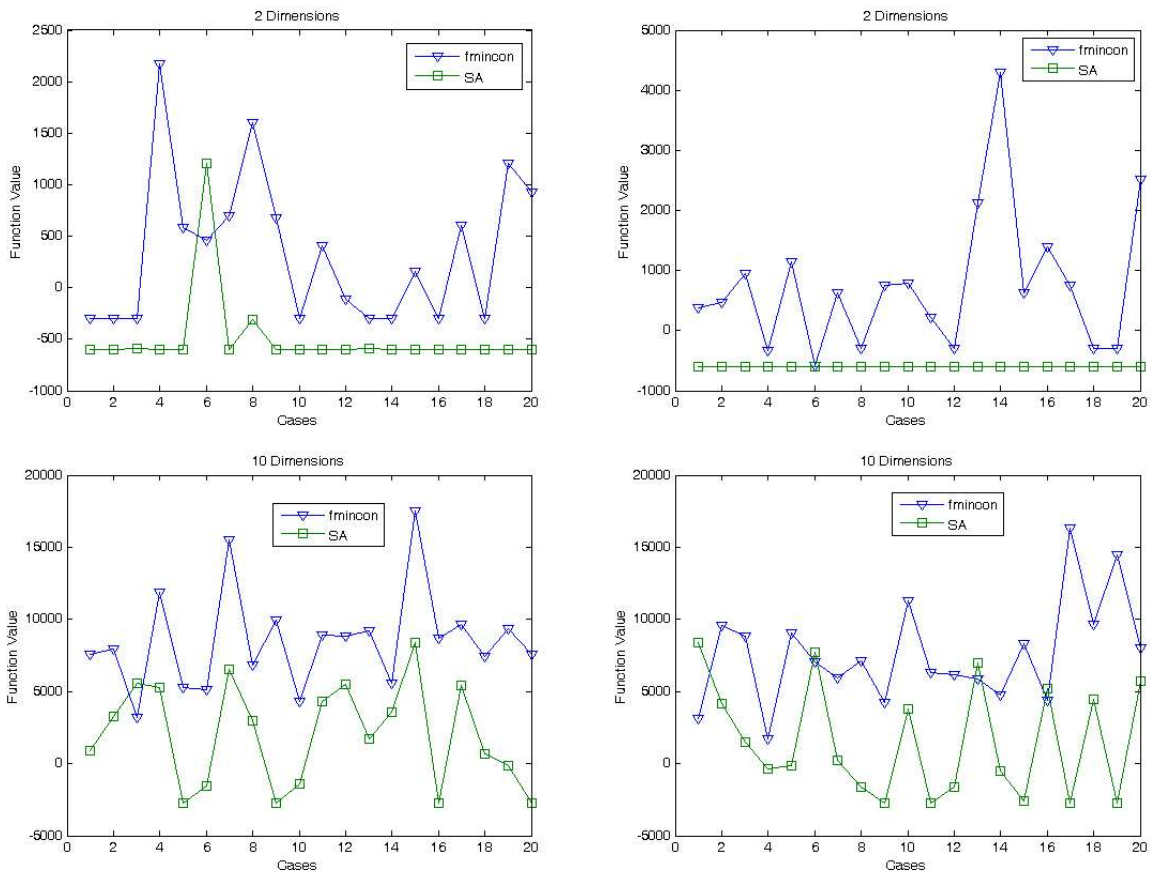 2 Dimensions
2500
2000
1500
1000
500
0
-500
-1000
0 2 4 6 8 10 12 14 16 18 20
Function Value
Cases
fmincon
SA
2 Dimensions
5000
4000
3000
2000
1000
0
-1000
0 2 4 6 8 10 12 14 16 18 20
Function Value
Cases
fmincon
SA
10 Dimensions
20000
15000
10000
5000
0
-5000
0 2 4 6 8 10 12 14 16 18 20
Function Value
Cases
fmincon
SA
10 Dimensions
20000
15000
10000
5000
0
-5000
0 2 4 6 8 10 12 14 16 18 20
Function Value
Cases
fmincon
SA